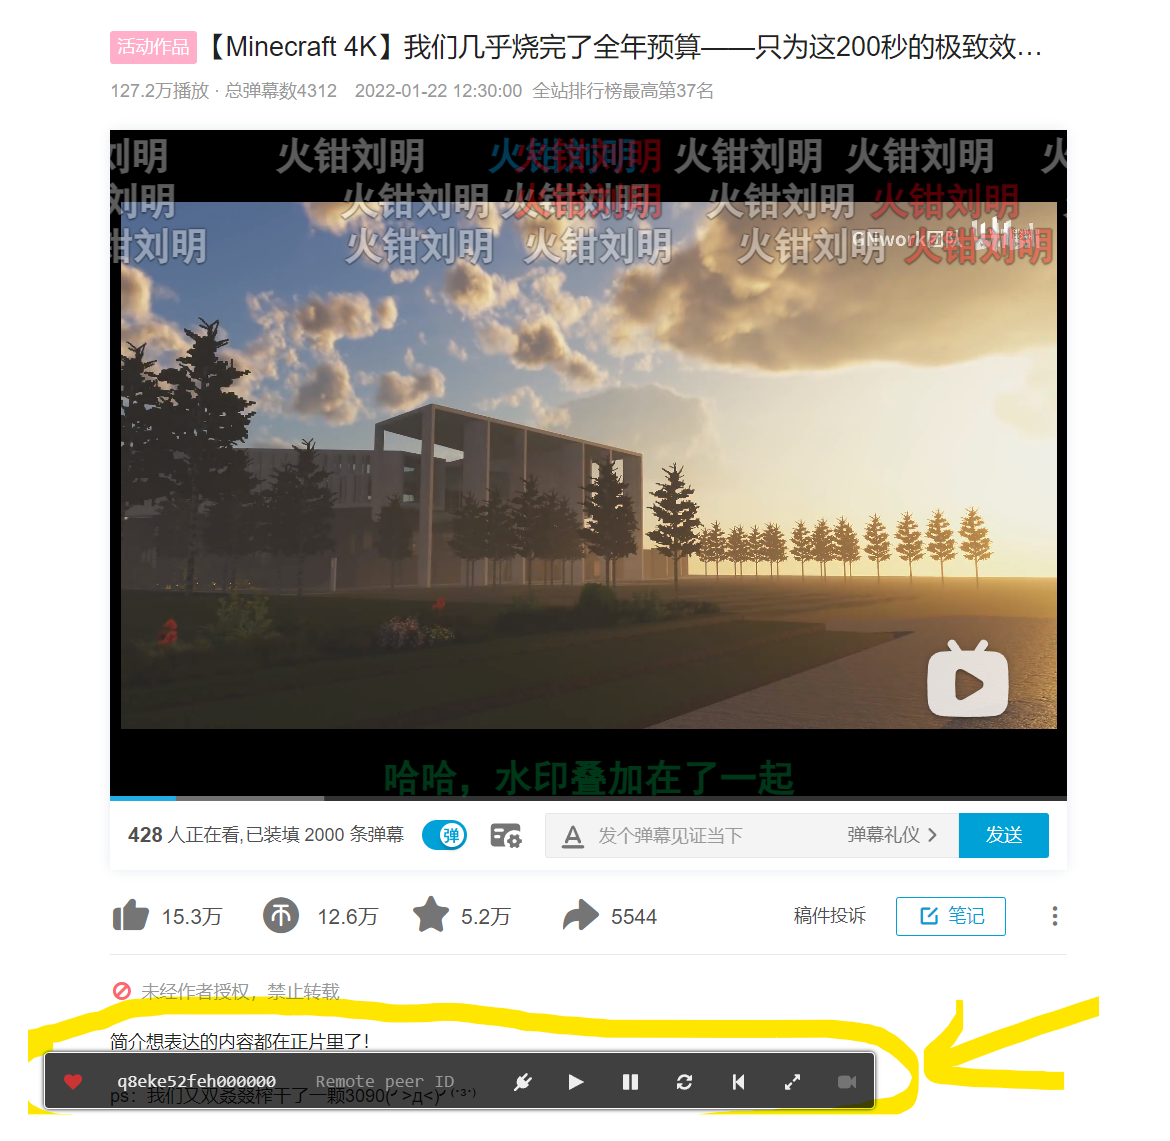 活动作品 【Minecraft 4K】我们几乎烧完了全年预算——只为这200秒的极致效…
127.2万播放 · 总弹幕数4312 2022-01-22 12:30:00 全站排行榜最高第37名
刘明 火钳刘明 火钳刘明 火钳刘明 火钳刘明 火钳刘明 火
刘明 火钳刘明 火钳刘明 火钳刘明 火钳刘明 火钳刘明
钳刘明 火钳刘明 火钳刘明 火钳刘明 火钳刘明
GNwork团队
哈哈，水印叠加在了一起
428 人正在看,已装填 2000 条弹幕 弹 发个弹幕见证当下 弹幕礼仪 发送
15.3万 12.6万 5.2万 5544 稿件投诉 笔记
未经作者授权，禁止转载
简介想表达的内容都在正片里了！
q8eke52feh000000 Remote peer ID
ps：我们又双叒叕榨干了一颗3090